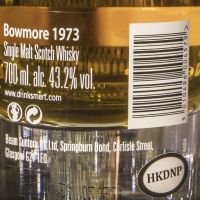 Bowmore 1973
Single Malt Scotch Whisky
700 ml. alc. 43.2% vol.
www.drinksmart.com
Beam Suntory UK Ltd, Springburn Bond, Carlisle Street,
Glasgow G21 1EQ
HKDNP